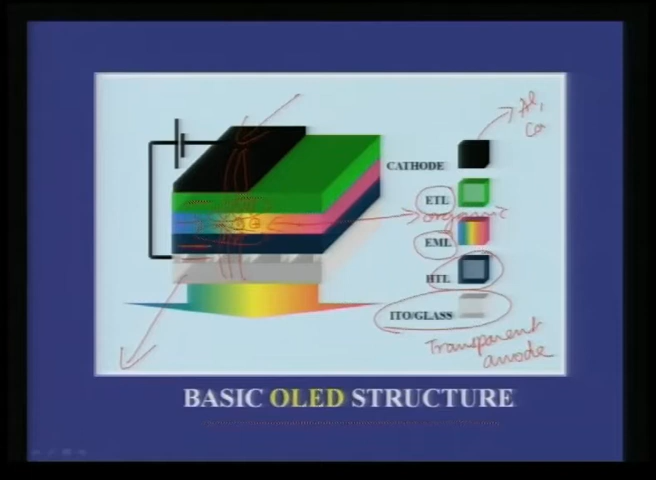 Al,
Ca
CATHODE
ETL
organic
EML
HTL
ITO/GLASS
Transparent
anode
BASIC OLED STRUCTURE